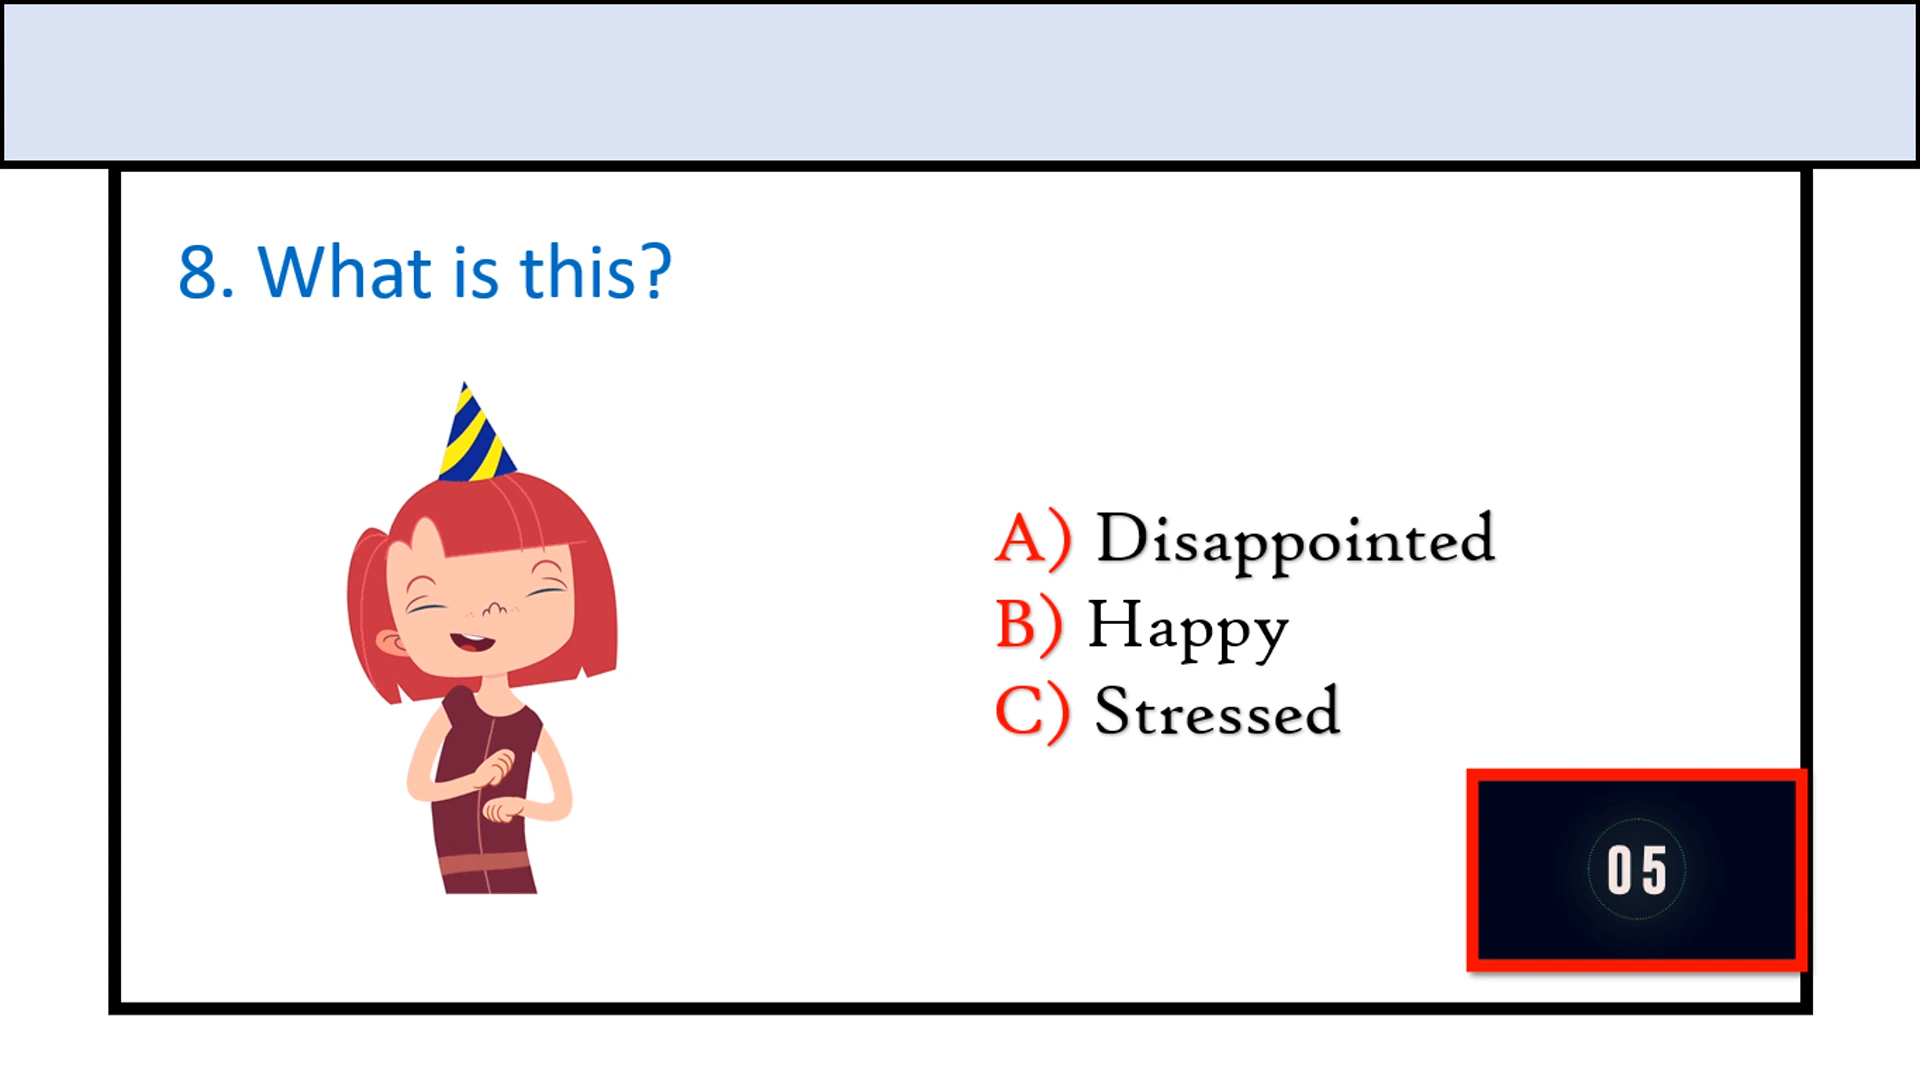 8. What is this?
A) Disappointed
B) Happy
C) Stressed
05